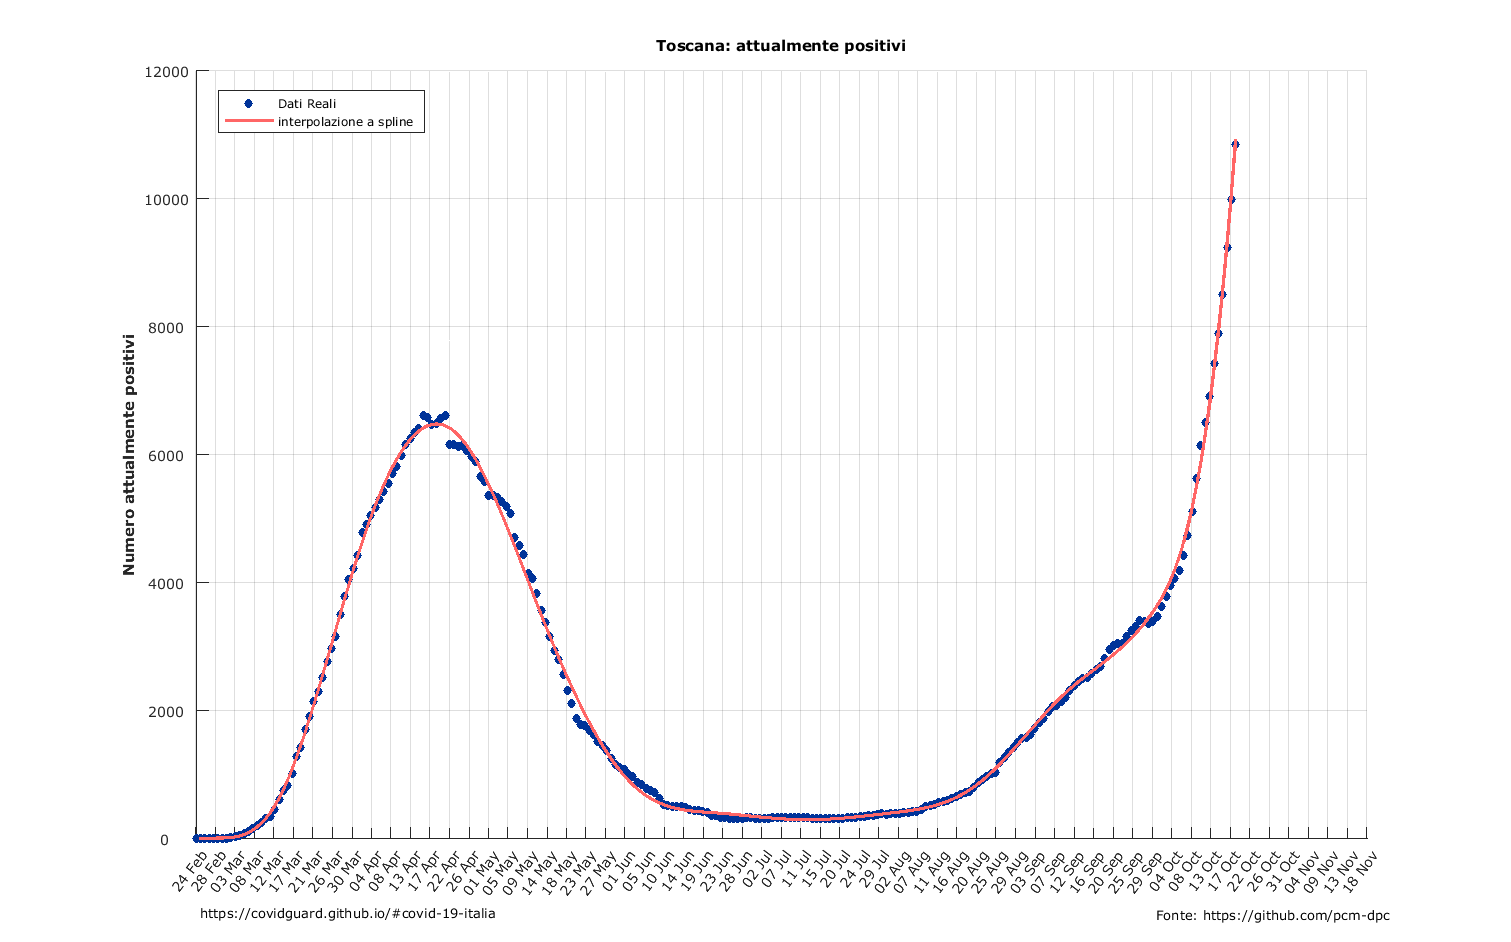 Toscana: attualmente positivi
12000
10000
8000
6000
4000
2000
0
Numero attualmente positivi
Dati Reali
interpolazione a spline
24 Feb
28 Feb
03 Mar
08 Mar
12 Mar
17 Mar
21 Mar
26 Mar
30 Mar
04 Apr
08 Apr
13 Apr
17 Apr
22 Apr
26 Apr
01 May
05 May
09 May
14 May
18 May
23 May
27 May
01 Jun
05 Jun
10 Jun
14 Jun
19 Jun
23 Jun
28 Jun
02 Jul
07 Jul
11 Jul
15 Jul
20 Jul
24 Jul
29 Jul
02 Aug
07 Aug
11 Aug
16 Aug
20 Aug
25 Aug
29 Aug
03 Sep
07 Sep
12 Sep
16 Sep
20 Sep
25 Sep
29 Sep
04 Oct
08 Oct
13 Oct
17 Oct
22 Oct
26 Oct
31 Oct
04 Nov
09 Nov
13 Nov
18 Nov
https://covidguard.github.io/#covid-19-italia
Fonte: https://github.com/pcm-dpc